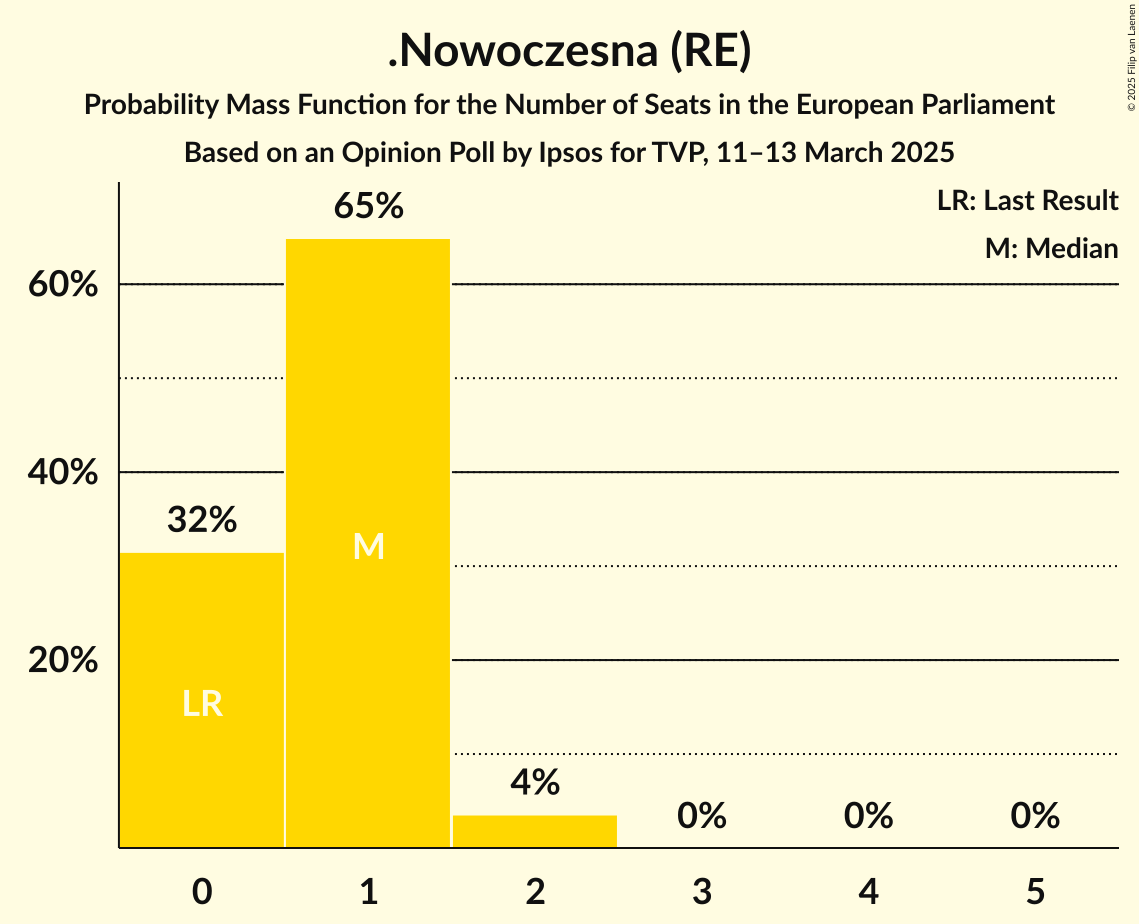 .Nowoczesna (RE)
Probability Mass Function for the Number of Seats in the European Parliament
Based on an Opinion Poll by Ipsos for TVP, 11–13 March 2025
© 2025 Filip van Laenen
LR: Last Result
M: Median
65%
60%
40%
32%
M
20%
LR
4%
0%
0%
0%
0
1
2
3
4
5